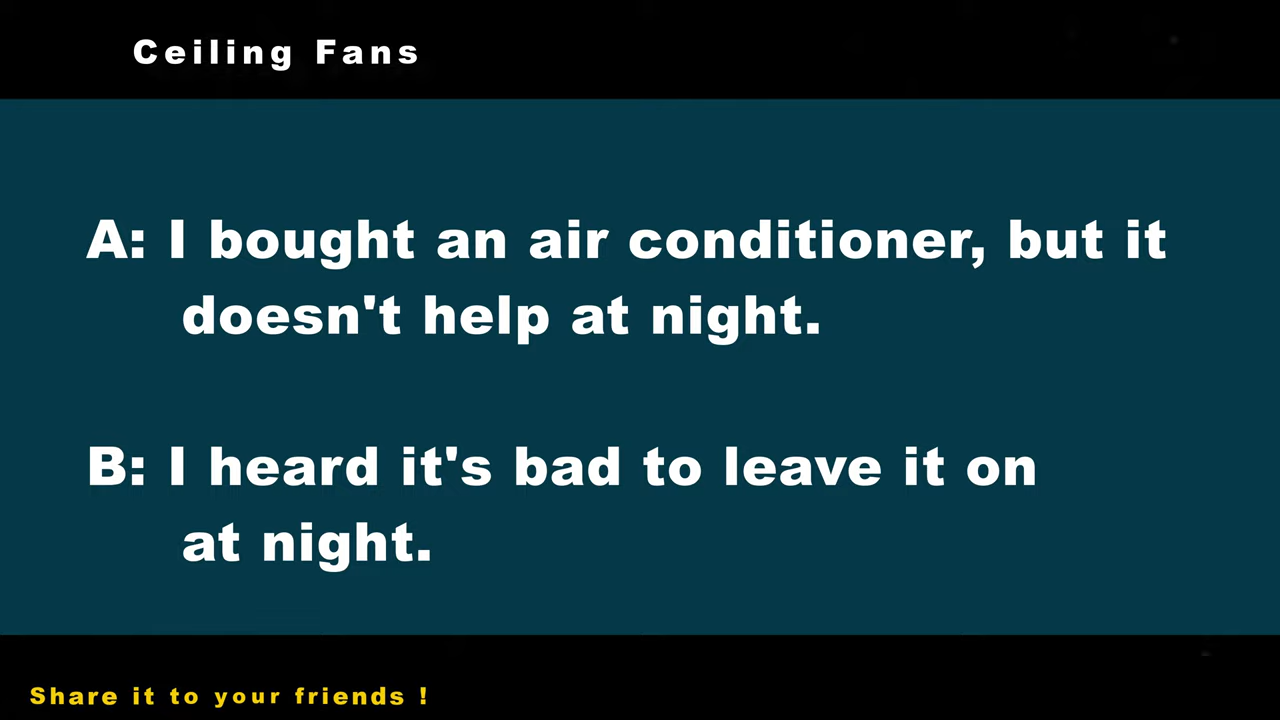 Ceiling Fans
A: I bought an air conditioner, but it
doesn't help at night.
B: I heard it's bad to leave it on
at night.
Share it to your friends !